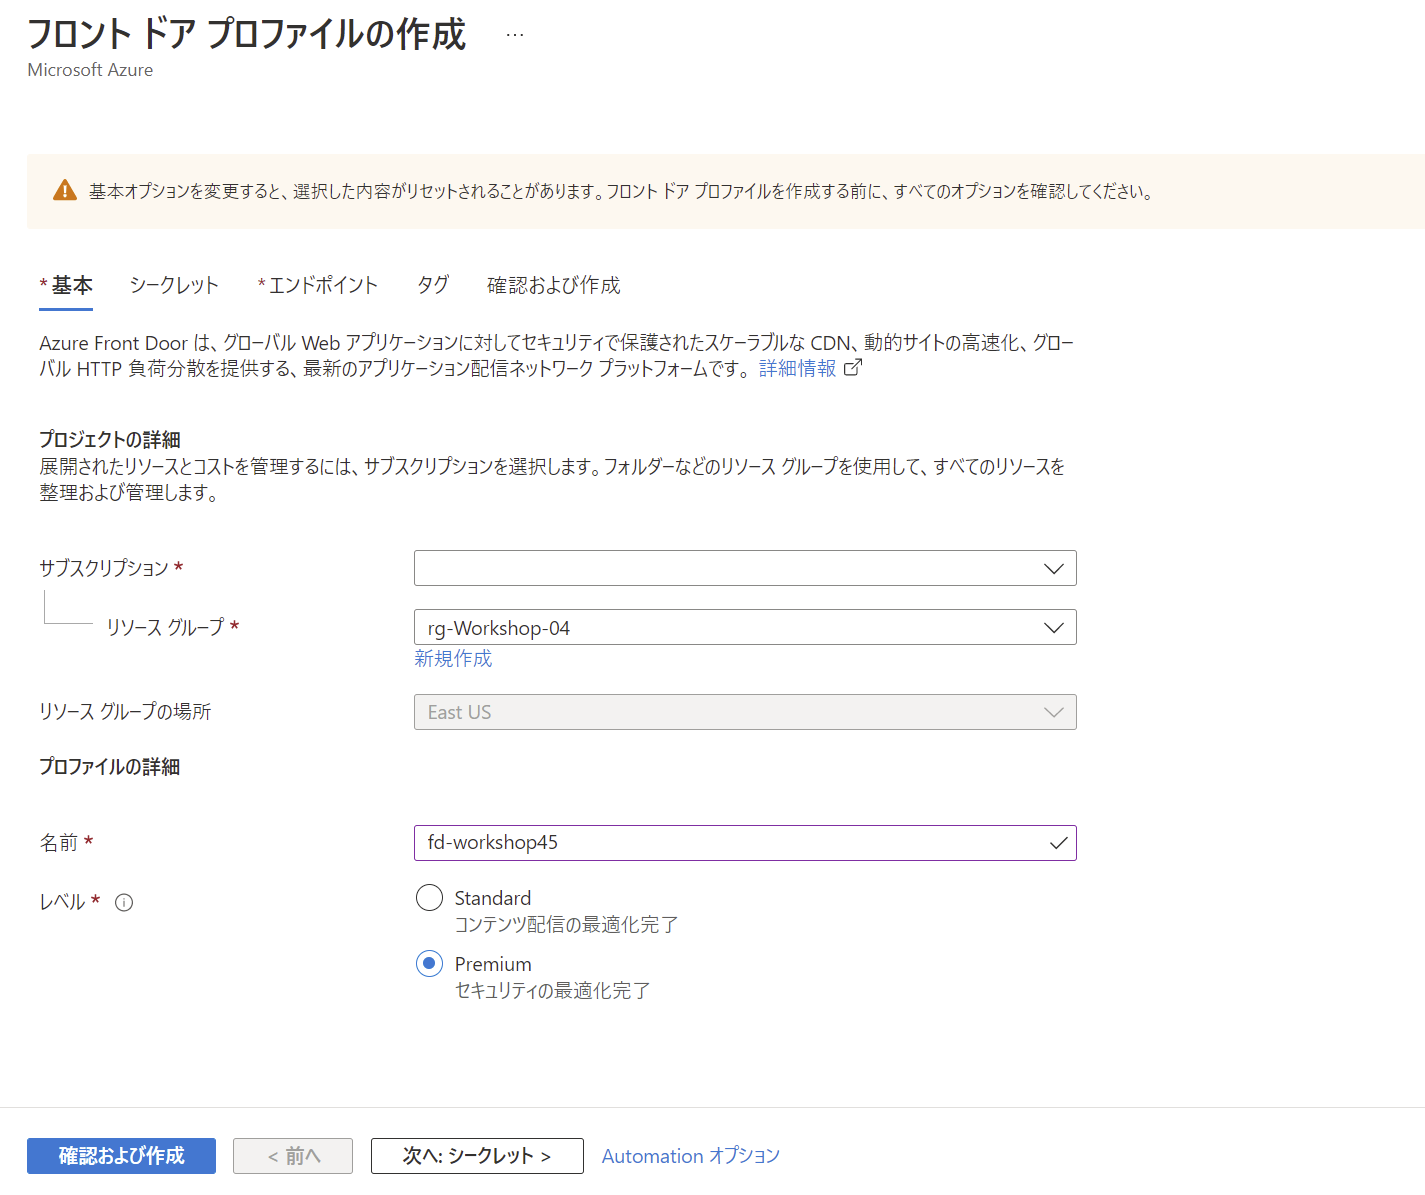 フロント ドア プロファイルの作成 …
Microsoft Azure
基本オプションを変更すると、選択した内容がリセットされることがあります。フロント ドア プロファイルを作成する前に、すべてのオプションを確認してください。
* 基本 シークレット * エンドポイント タグ 確認および作成
Azure Front Door は、グローバル Web アプリケーションに対してセキュリティで保護されたスケーラブルな CDN、動的サイトの高速化、グロー
バル HTTP 負荷分散を提供する、最新のアプリケーション配信ネットワーク プラットフォームです。 詳細情報
プロジェクトの詳細
展開されたリソースとコストを管理するには、サブスクリプションを選択します。フォルダーなどのリソース グループを使用して、すべてのリソースを
整理および管理します。
サブスクリプション *
リソース グループ * rg-Workshop-04
新規作成
リソース グループの場所 East US
プロファイルの詳細
名前 * fd-workshop45
レベル * Standard
コンテンツ配信の最適化完了
Premium
セキュリティの最適化完了
確認および作成 < 前へ 次へ: シークレット > Automation オプション